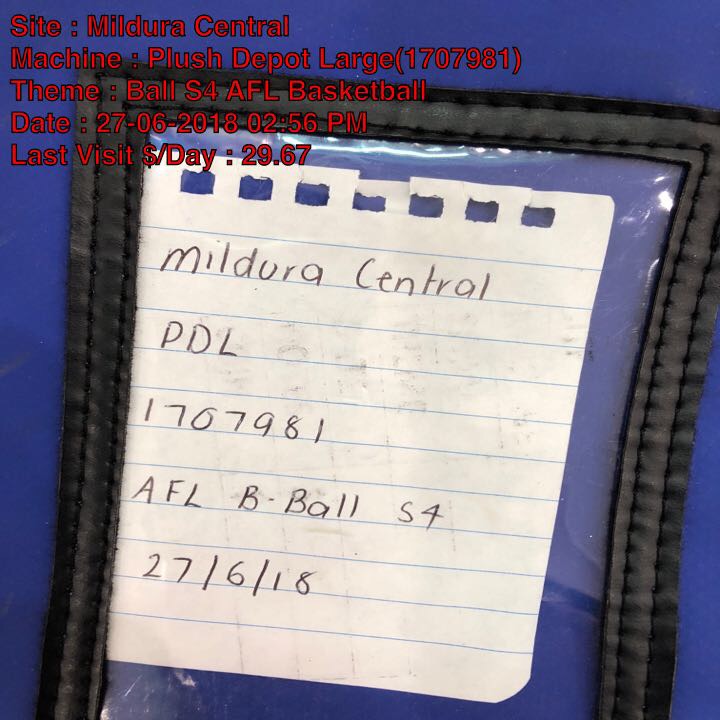 Site : Mildura Central
Machine : Plush Depot Large(1707981)
Theme : Ball S4 AFL Basketball
Date : 27-06-2018 02:56 PM
Last Visit $/Day : 29.67
Mildura Central
PDL
1707981
AFL B-Ball S4
27/6/18